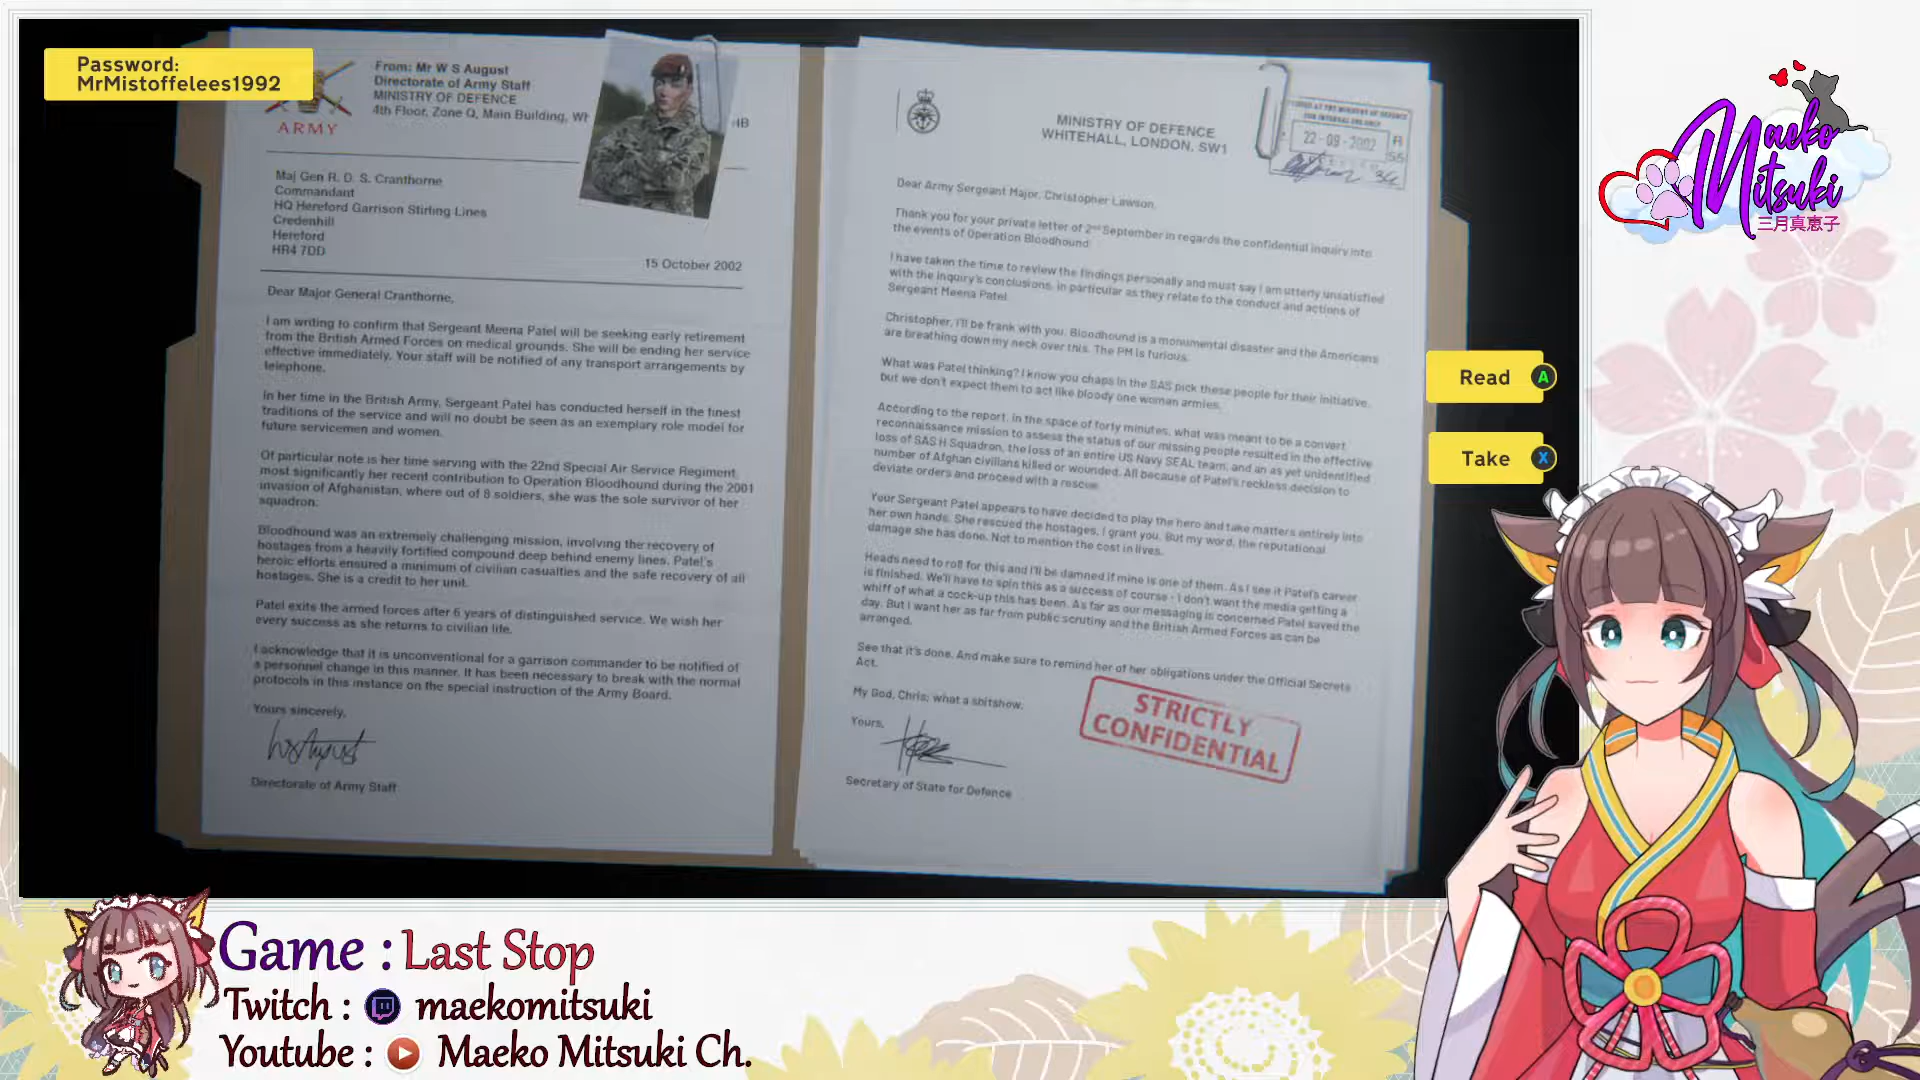 Password:
MrMistoffelees1992
ARMY
From: Mr W S August
Directorate of Army Staff
MINISTRY OF DEFENCE
4th Floor, Zone Q, Main Building, Wh
HB
Maj Gen R. D. S. Cranthorne
Commandant
HQ Hereford Garrison Stirling Lines
Credenhill
Hereford
HR4 7DD
15 October 2002
Dear Major General Cranthorne,
I am writing to confirm that Sergeant Meena Patel will be seeking early retirement
from the British Armed Forces on medical grounds. She will be ending her service
effective immediately. Your staff will be notified of any transport arrangements by
telephone.
In her time in the British Army, Sergeant Patel has conducted herself in the finest
traditions of the service and will no doubt be seen as an exemplary role model for
future servicemen and women.
Of particular note is her time serving with the 22nd Special Air Service Regiment,
most significantly her recent contribution to Operation Bloodhound during the 2001
invasion of Afghanistan, where out of 8 soldiers, she was the sole survivor of her
squadron.
Bloodhound was an extremely challenging mission, involving the recovery of
hostages from a heavily fortified compound deep behind enemy lines. Patel's
heroic efforts ensured a minimum of civilian casualties and the safe recovery of all
hostages. She is a credit to her unit.
Patel exits the armed forces after 6 years of distinguished service. We wish her
every success as she returns to civilian life.
I acknowledge that it is unconventional for a garrison commander to be notified of
a personnel change in this manner. It has been necessary to break with the normal
protocols in this instance on the special instruction of the Army Board.
Yours sincerely,
WSAugust
Directorate of Army Staff
MINISTRY OF DEFENCE
WHITEHALL, LONDON, SW1
22-09-2002
34
Dear Army Sergeant Major, Christopher Lawson,
Thank you for your private letter of 2nd September in regards the confidential inquiry into
the events of Operation Bloodhound.
I have taken the time to review the findings personally and must say I am utterly unsatisfied
with the inquiry's conclusions, in particular as they relate to the conduct and actions of
Sergeant Meena Patel.
Christopher, I'll be frank with you. Bloodhound is a monumental disaster and the Americans
are breathing down my neck over this. The PM is furious.
What was Patel thinking? I know you chaps in the SAS pick these people for their initiative,
but we don't expect them to act like bloody one woman armies.
According to the report, in the space of forty minutes, what was meant to be a convert
reconnaissance mission to assess the status of our missing people resulted in the effective
loss of SAS H Squadron, the loss of an entire US Navy SEAL team, and an as yet unidentified
number of Afghan civilians killed or wounded. All because of Patel's reckless decision to
deviate orders and proceed with a rescue.
Your Sergeant Patel appears to have decided to play the hero and take matters entirely into
her own hands. She rescued the hostages, I grant you. But my word, the reputational
damage she has done. Not to mention the cost in lives.
Heads need to roll for this and I'll be damned if mine is one of them. As I see it Patel's career
is finished. We'll have to spin this as a success of course - I don't want the media getting a
whiff of what a cock-up this has been. As far as our messaging is concerned Patel saved the
day. But I want her as far from public scrutiny and the British Armed Forces as can be
arranged.
See that it's done. And make sure to remind her of her obligations under the Official Secrets
Act.
My God, Chris; what a shitshow.
Yours,
Secretary of State for Defence
STRICTLY
CONFIDENTIAL
Read A
Take X
Maeko
Mitsuki
三月真恵子
Game : Last Stop
Twitch : maekomitsuki
Youtube : Maeko Mitsuki Ch.